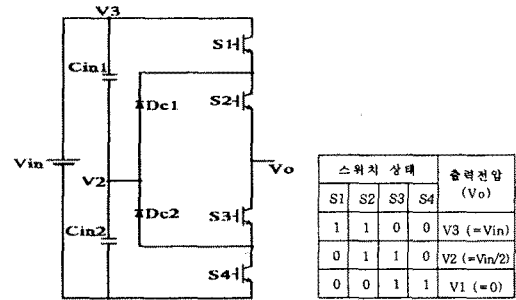 V3
S1
Cin1
Dc1
S2
Vin
V2
Vo
Dc2
S3
Cin2
S4
스위치 상태 출력전압 (Vo)
S1 S2 S3 S4
1 1 0 0 V3 (=Vin)
0 1 1 0 V2 (=Vin/2)
0 0 1 1 V1 (=0)